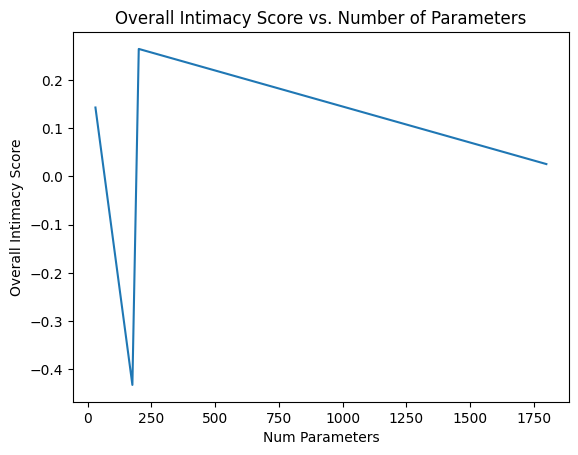 Overall Intimacy Score vs. Number of Parameters
Overall Intimacy Score
0.2
0.1
0.0
−0.1
−0.2
−0.3
−0.4
0 250 500 750 1000 1250 1500 1750
Num Parameters